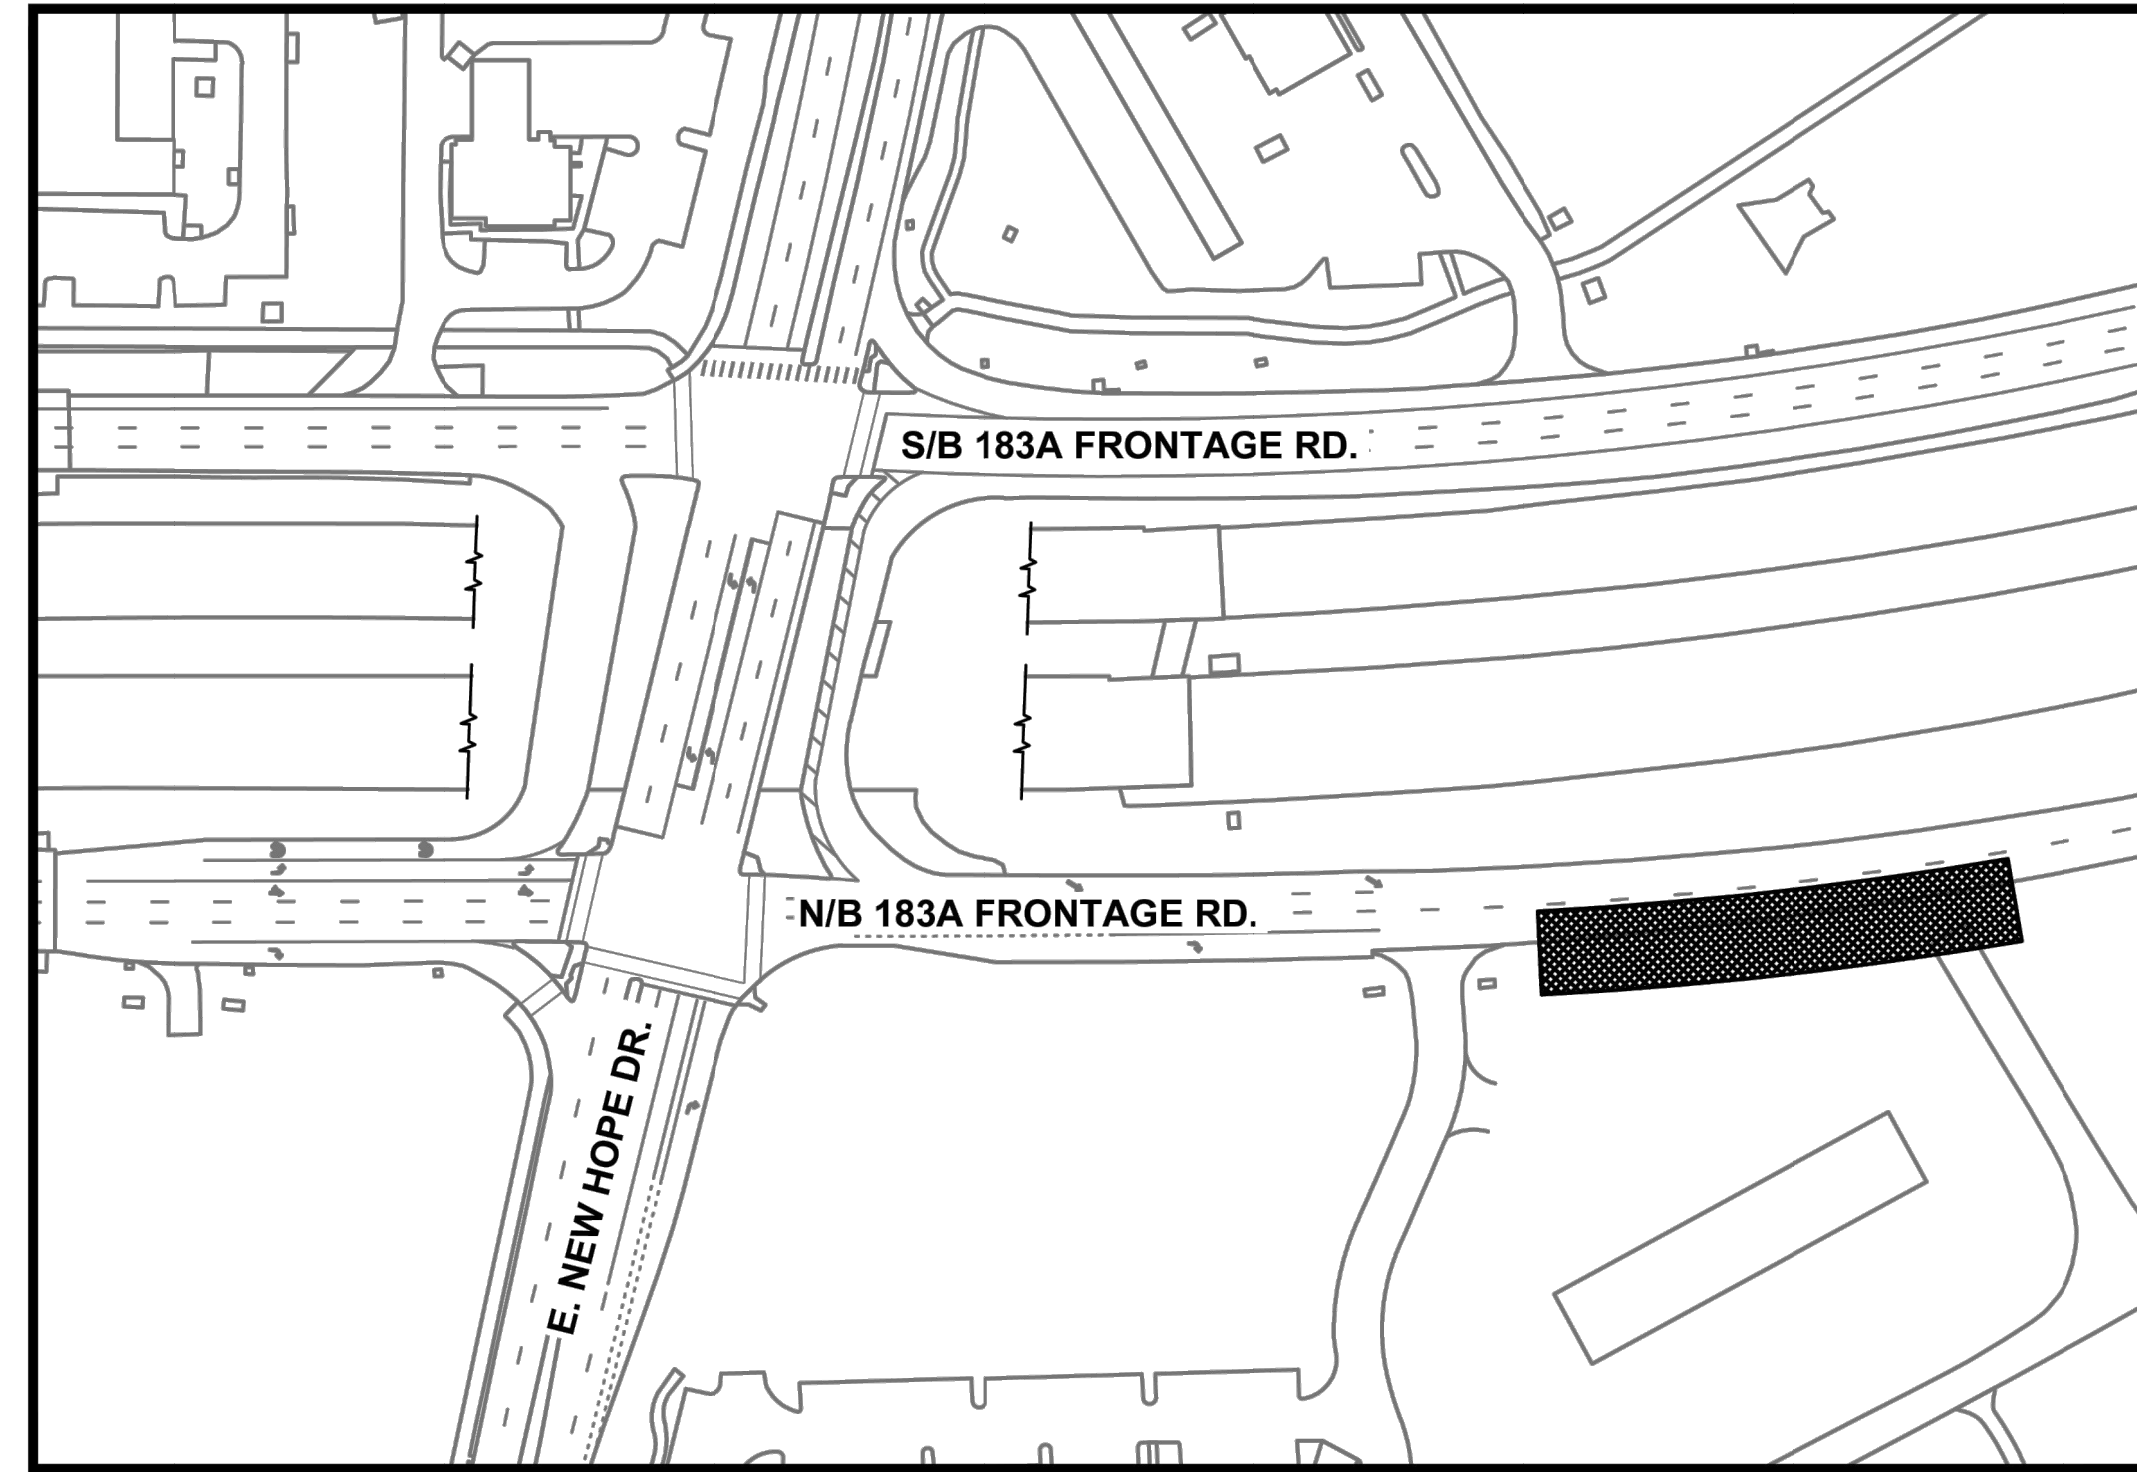 S/B 183A FRONTAGE RD.
N/B 183A FRONTAGE RD.
E. NEW HOPE DR.